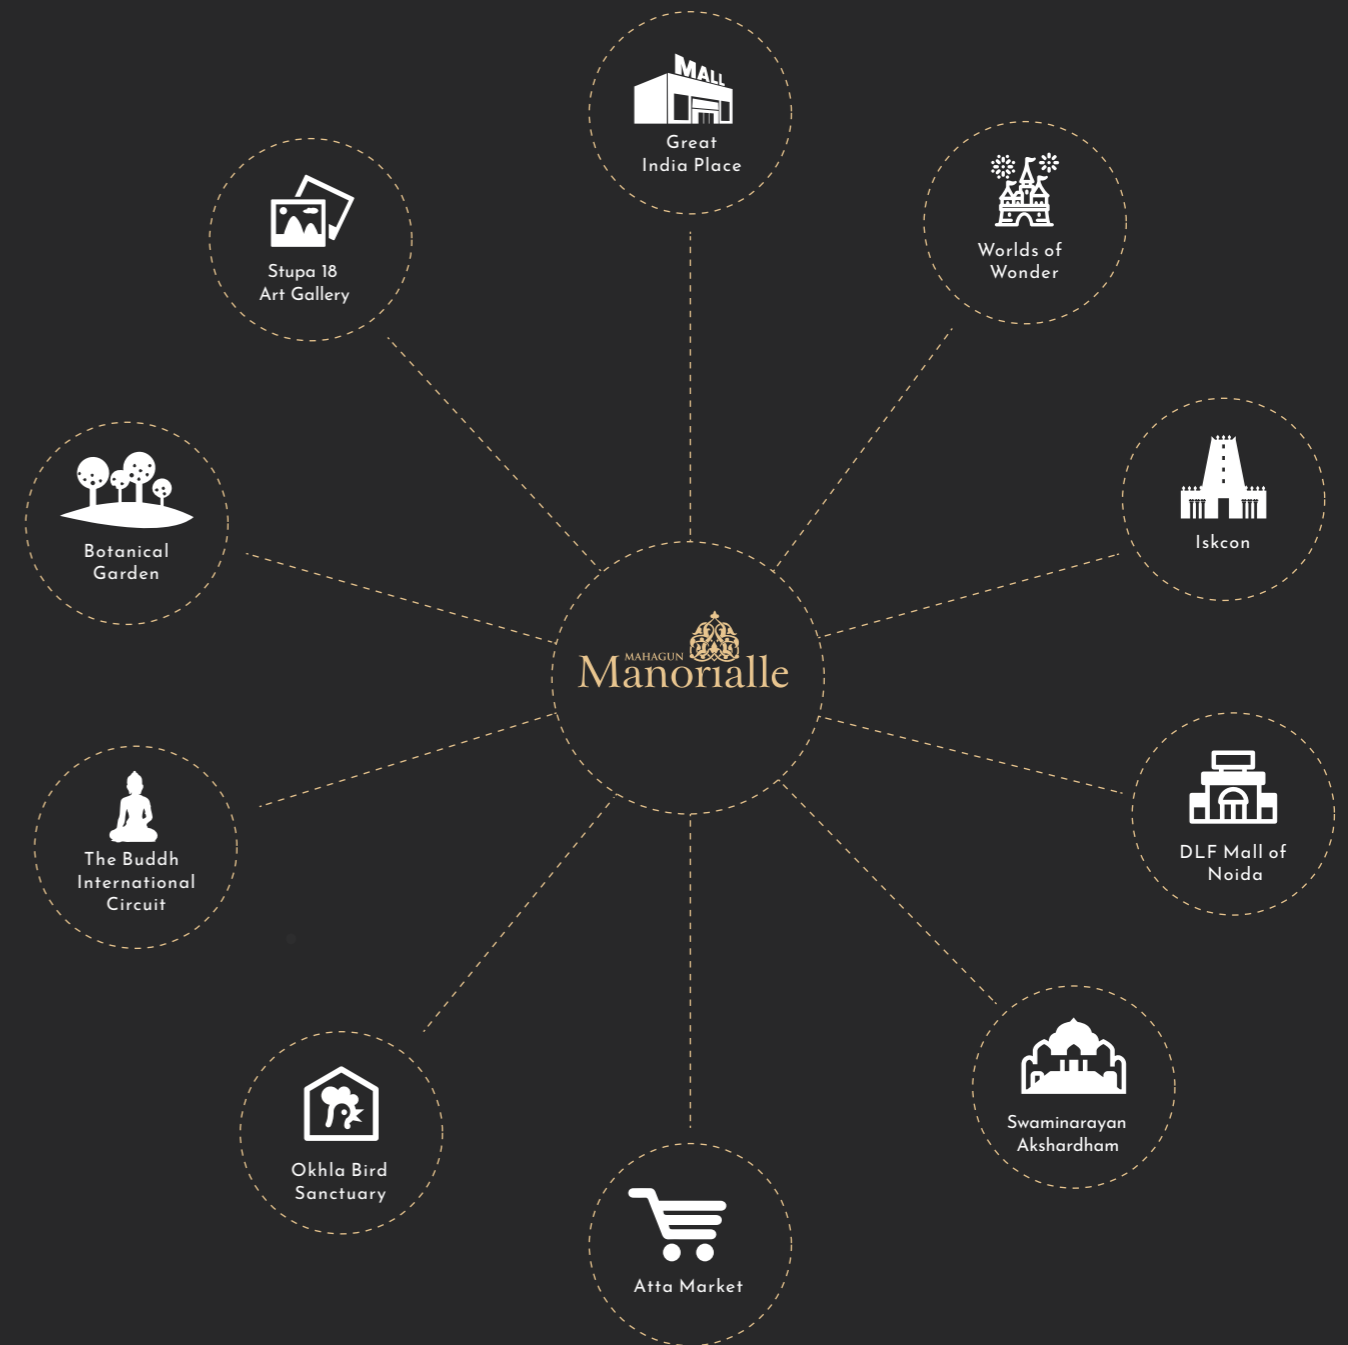 MALL
Great
India Place
Worlds of
Wonder
Stupa 18
Art Gallery
Iskcon
Botanical
Garden
MAHAGUN
Manorialle
DLF Mall of
Noida
The Buddh
International
Circuit
Swaminarayan
Akshardham
Okhla Bird
Sanctuary
Atta Market